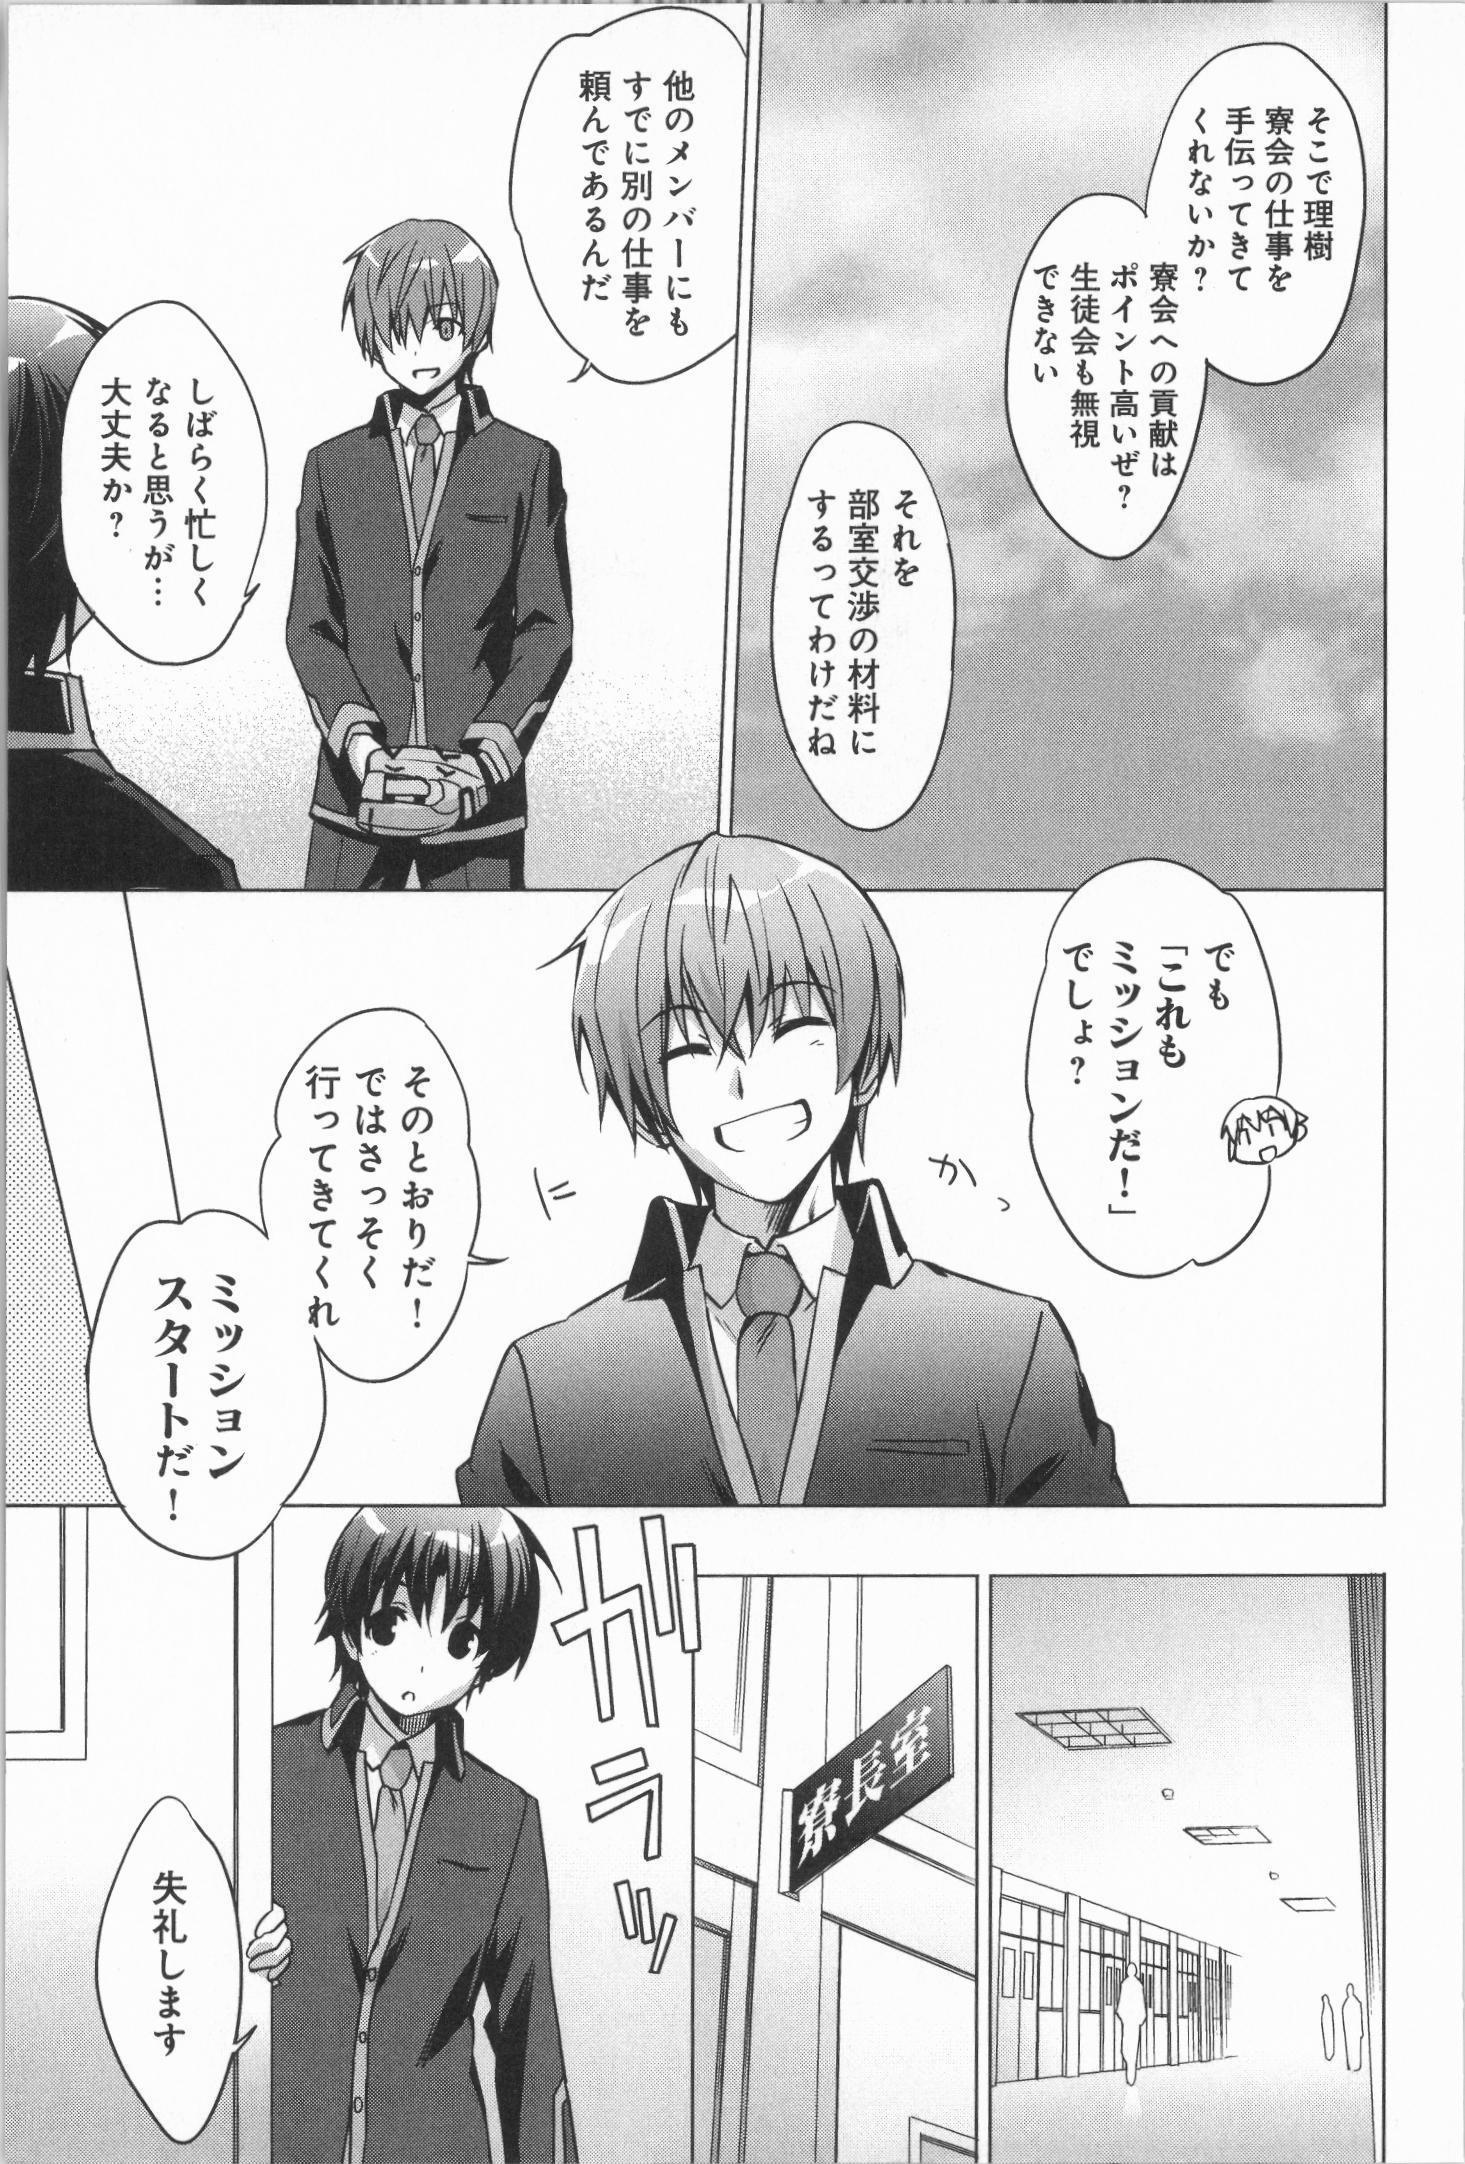 そこで理樹
寮会の仕事を
手伝ってきて
くれないか?
寮会への貢献は
ポイント高いぜ?
生徒会も無視
できない
それを
部室交渉の材料に
するってわけだね
他のメンバーにも
すでに別の仕事を
頼んであるんだ
しばらく忙しく
なると思うが…
大丈夫か?
でも
「これも
ミッションだ!」
でしょ?
かっ
ニ
そのとおりだ!
ではさっそく
行ってきてくれ
ミッション
スタートだ!
寮長室
ガラッ
失礼します